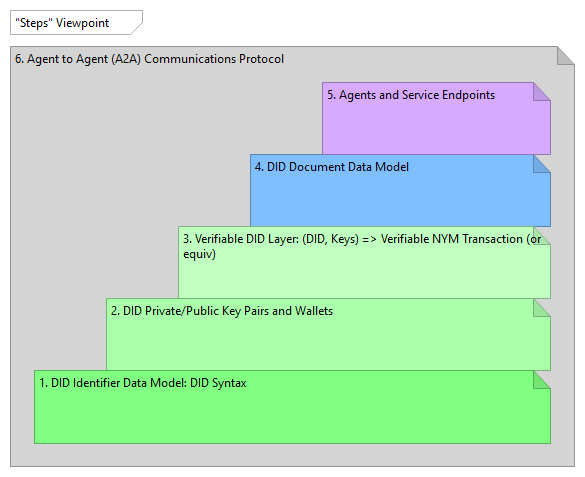 "Steps" Viewpoint
6. Agent to Agent (A2A) Communications Protocol
5. Agents and Service Endpoints
4. DID Document Data Model
3. Verifiable DID Layer: (DID, Keys) => Verifiable NYM Transaction (or
equiv)
2. DID Private/Public Key Pairs and Wallets
1. DID Identifier Data Model: DID Syntax